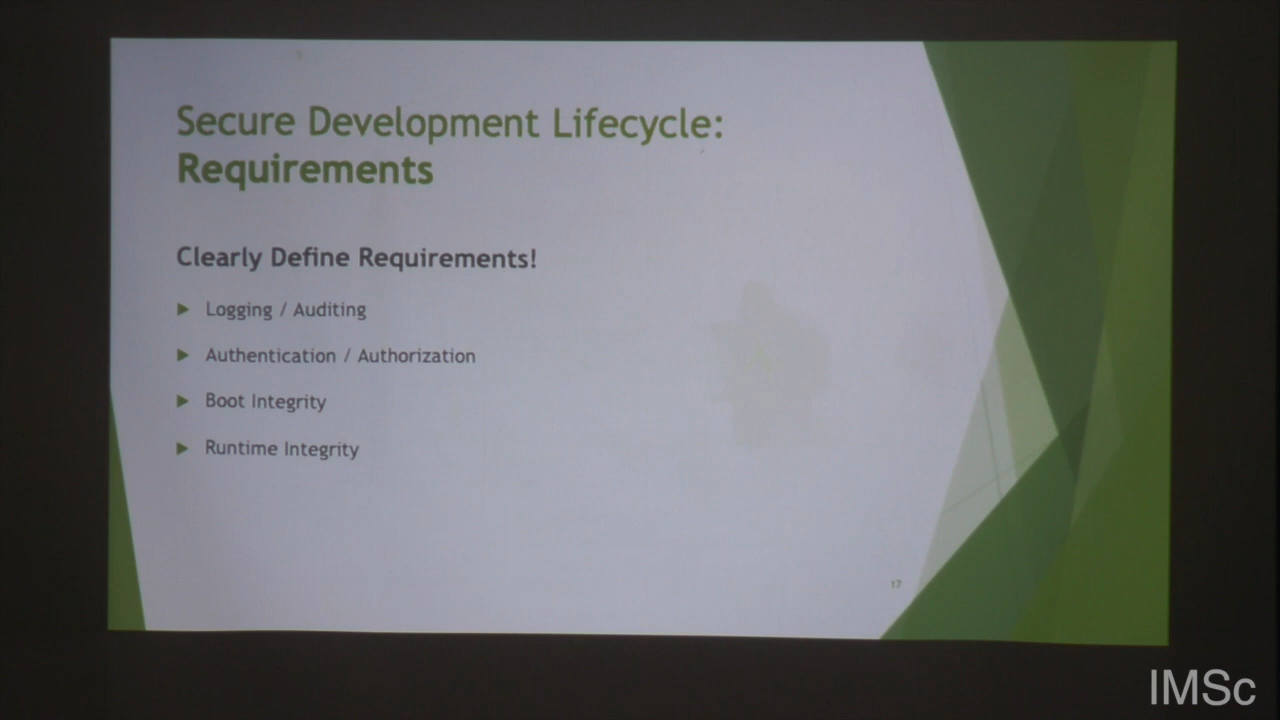 Secure Development Lifecycle:
Requirements
Clearly Define Requirements!
Logging / Auditing
Authentication / Authorization
Boot Integrity
Runtime Integrity
17
IMSc